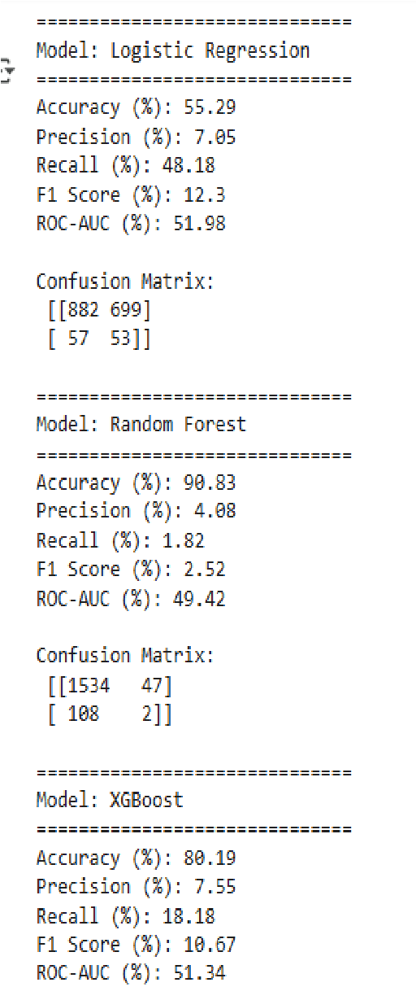 ==============================
Model: Logistic Regression
==============================
Accuracy (%): 55.29
Precision (%): 7.05
Recall (%): 48.18
F1 Score (%): 12.3
ROC-AUC (%): 51.98
Confusion Matrix:
[[882 699]
[ 57  53]]
==============================
Model: Random Forest
==============================
Accuracy (%): 90.83
Precision (%): 4.08
Recall (%): 1.82
F1 Score (%): 2.52
ROC-AUC (%): 49.42
Confusion Matrix:
[[1534   47]
[ 108    2]]
==============================
Model: XGBoost
==============================
Accuracy (%): 80.19
Precision (%): 7.55
Recall (%): 18.18
F1 Score (%): 10.67
ROC-AUC (%): 51.34